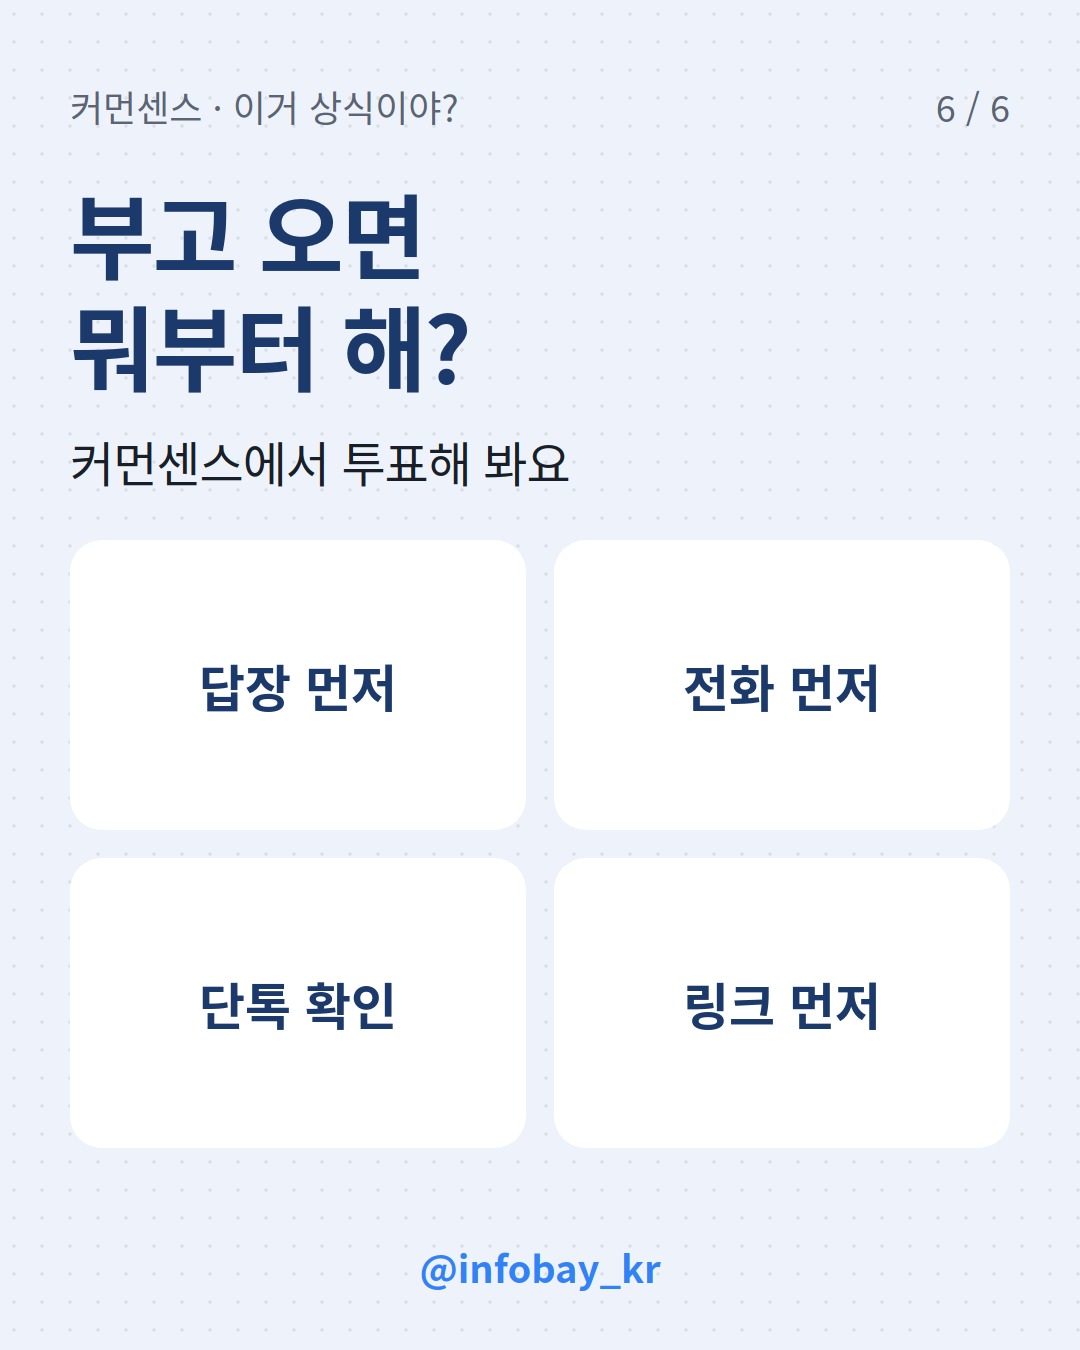 커먼센스 · 이거 상식이야?
6 / 6
부고 오면
뭐부터 해?
커먼센스에서 투표해 봐요
답장 먼저
전화 먼저
단톡 확인
링크 먼저
@infobay_kr